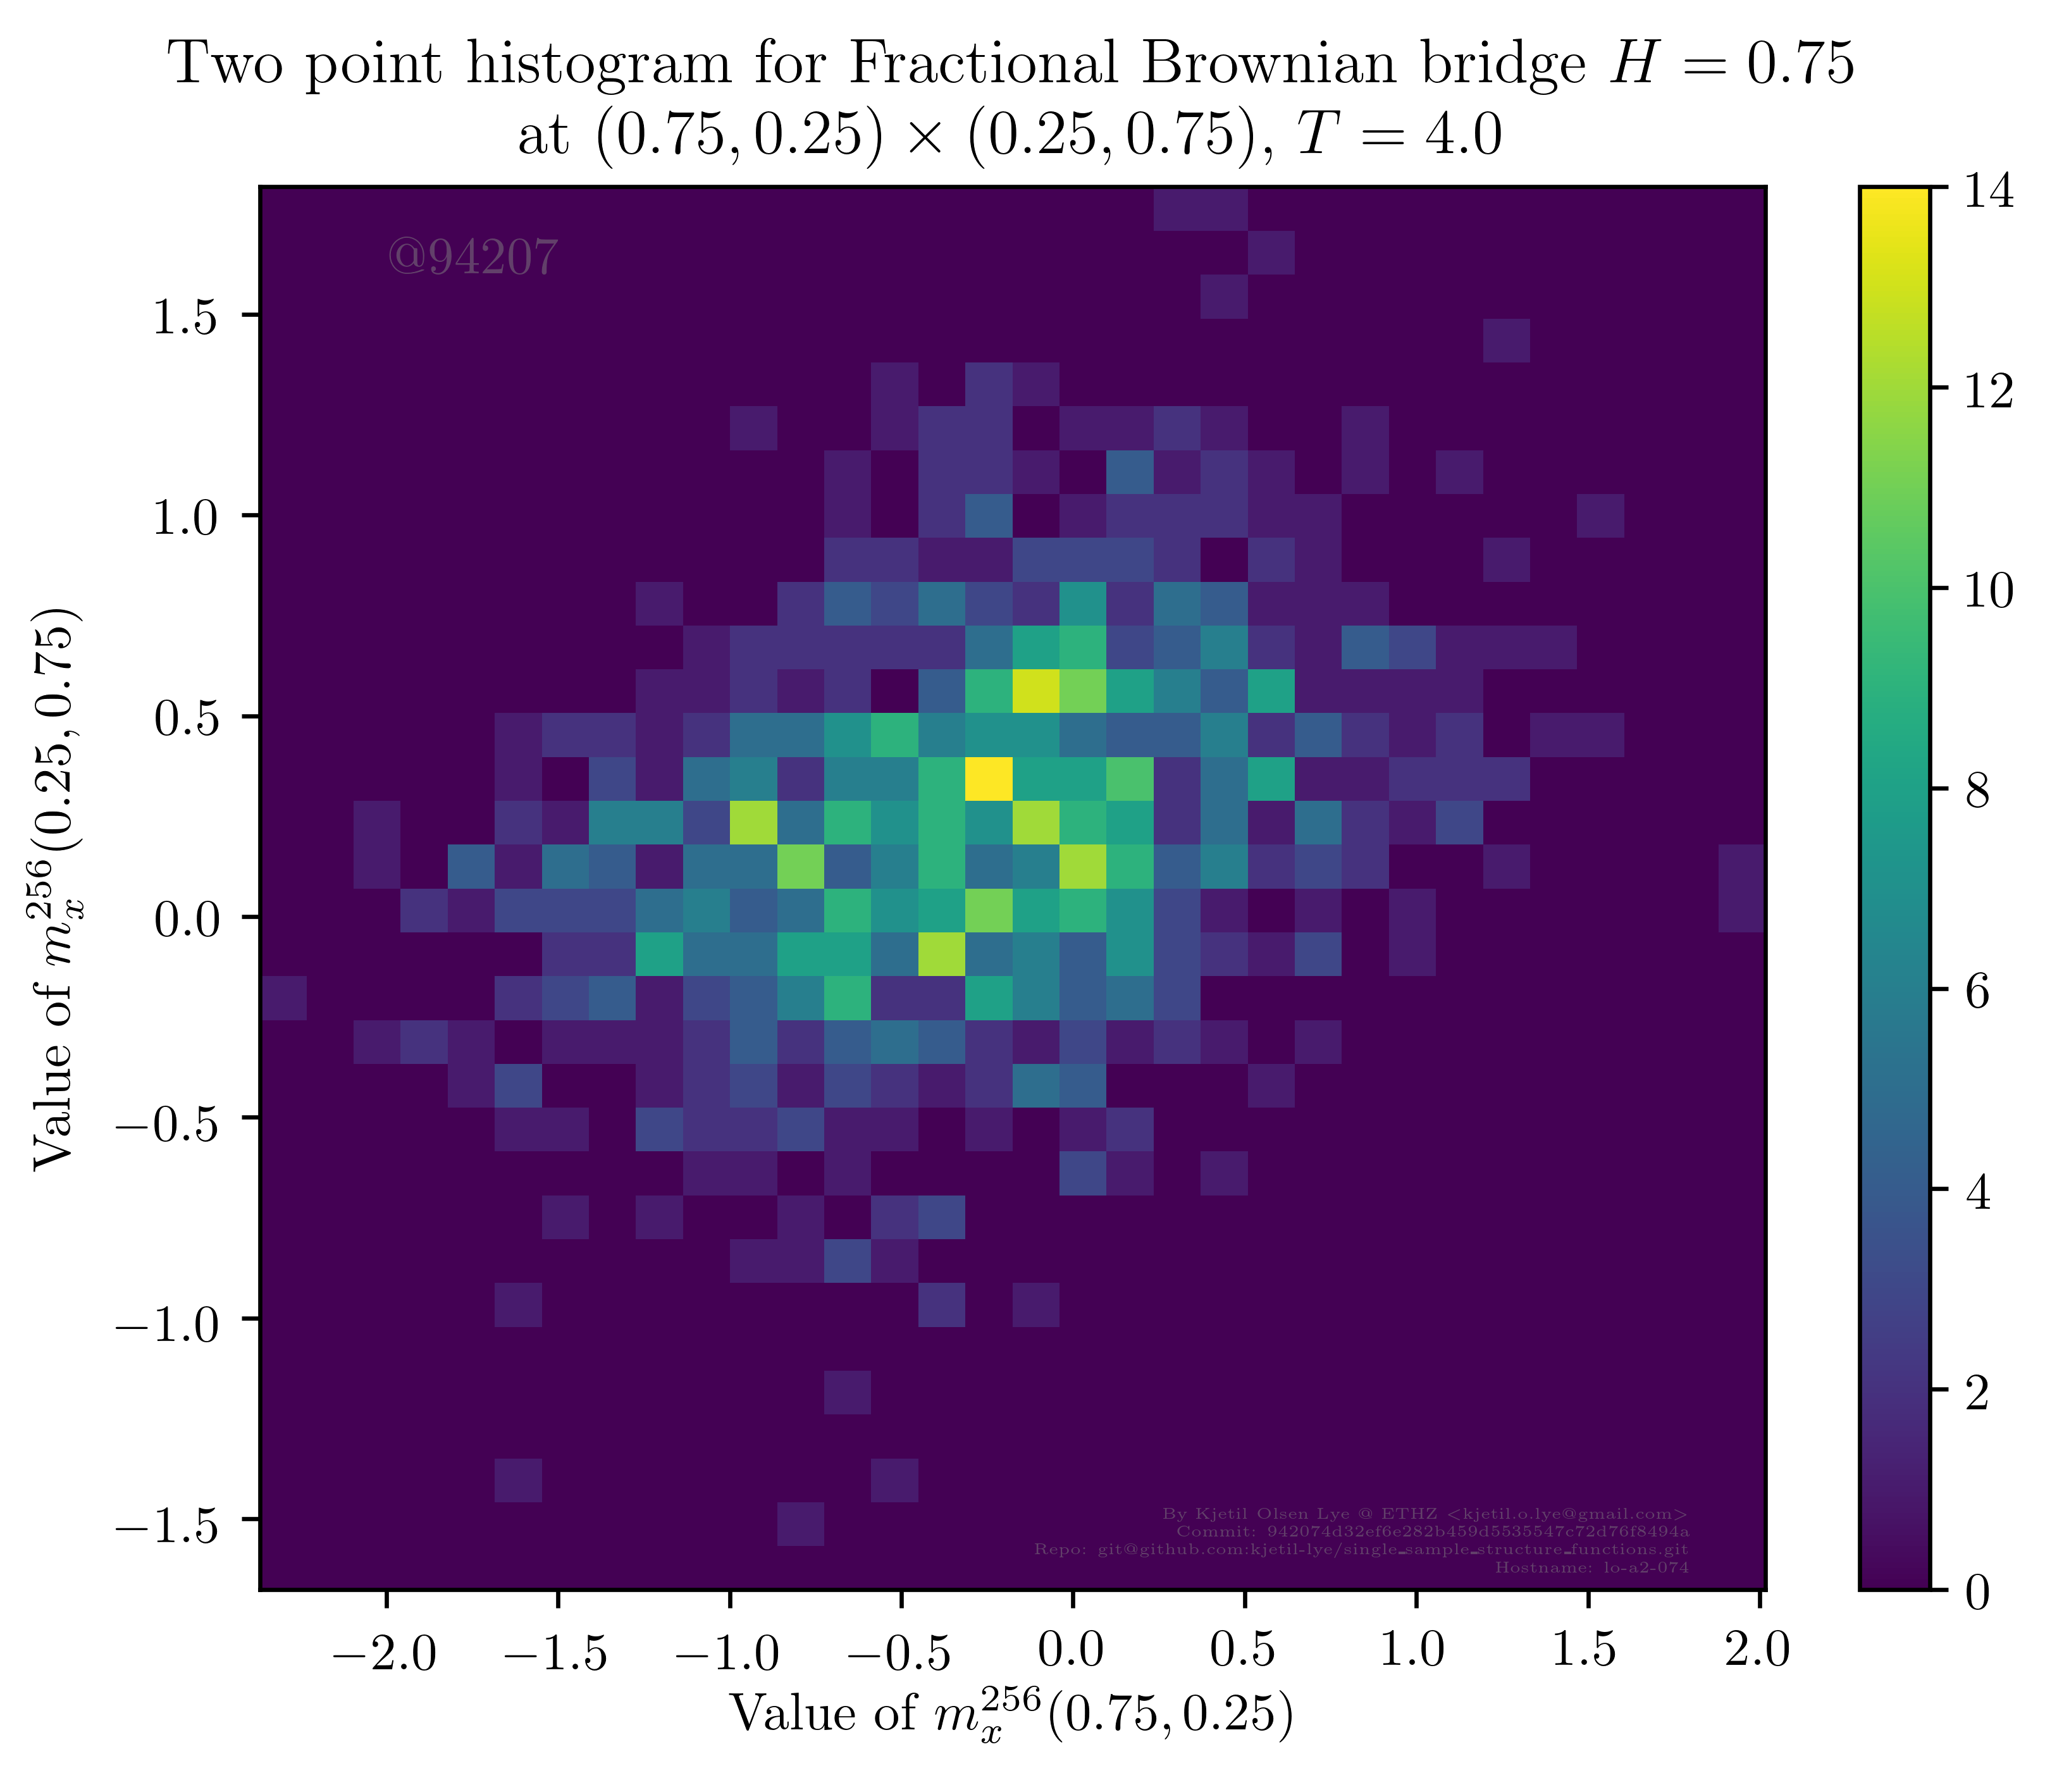 Two point histogram for Fractional Brownian bridge H = 0.75
at (0.75, 0.25) × (0.25, 0.75), T = 4.0
@94207
14
12
10
8
6
4
2
0
1.5
1.0
0.5
0.0
−0.5
−1.0
−1.5
Value of m_x^{256}(0.25, 0.75)
By Kjetil Olsen Lye @ ETHZ <kjetil.o.lye@gmail.com>
Commit: 942074d32ef6e282b459d5535547c72d76f8494a
Repo: git@github.com:kjetil-lye/single_sample_structure_functions.git
Hostname: lo-a2-074
−2.0 −1.5 −1.0 −0.5 0.0 0.5 1.0 1.5 2.0
Value of m_x^{256}(0.75, 0.25)